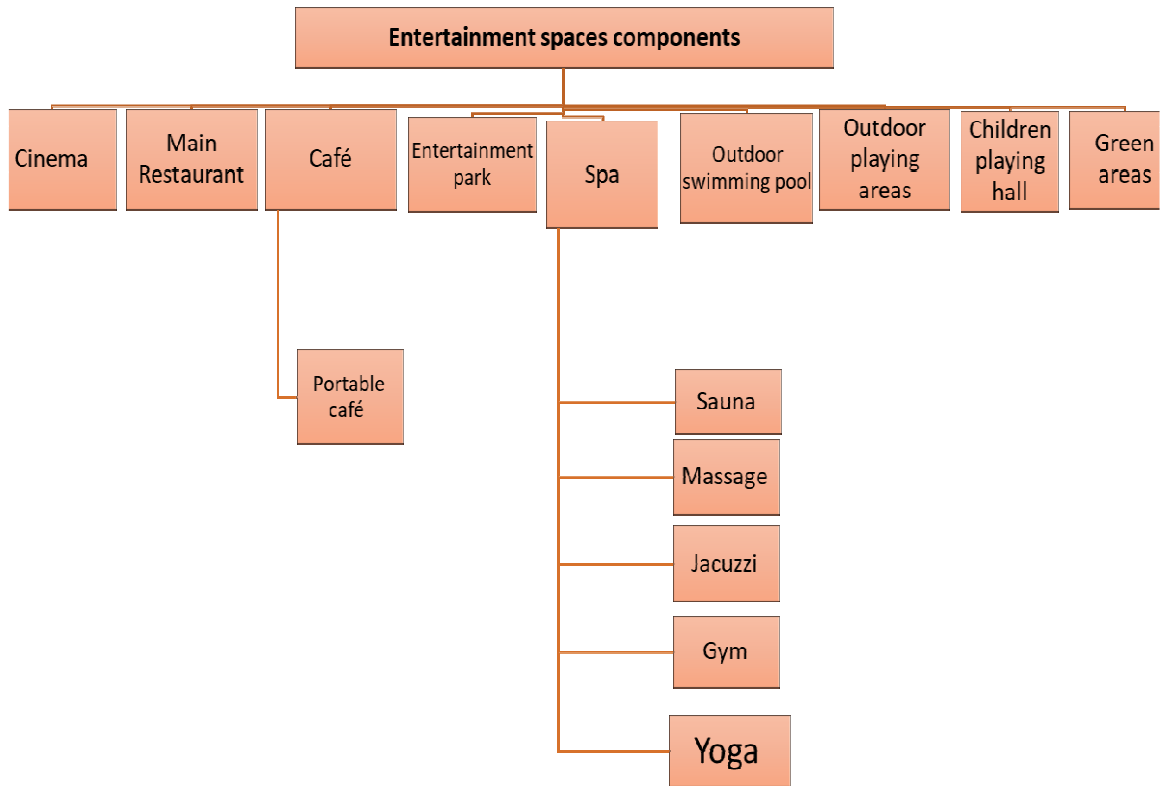 Entertainment spaces components
Cinema
Main
Restaurant
Café
Entertainment
park
Spa
Outdoor
swimming pool
Outdoor
playing
areas
Children
playing
hall
Green
areas
Portable
café
Sauna
Massage
Jacuzzi
Gym
Yoga